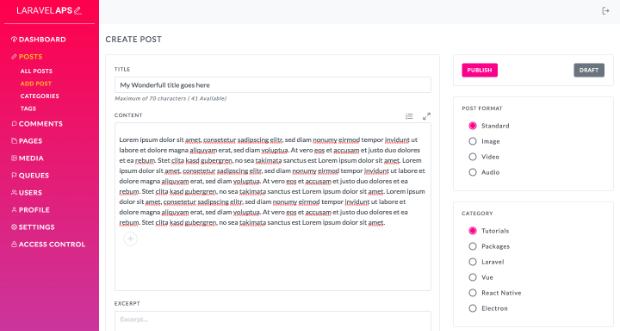 LARAVELAPS
DASHBOARD
POSTS
ALL POSTS
ADD POST
CATEGORIES
TAGS
COMMENTS
PAGES
MEDIA
QUEUES
USERS
PROFILE
SETTINGS
ACCESS CONTROL
CREATE POST
TITLE
My Wonderfull title goes here
Maximum of 70 characters ( 41 Available)
CONTENT
Lorem ipsum dolor sit amet, consetetur sadipscing elitr, sed diam nonumy eirmod tempor invidunt ut
labore et dolore magna aliquyam erat, sed diam voluptua. At vero eos et accusam et justo duo dolores
et ea rebum. Stet clita kasd gubergren, no sea takimata sanctus est Lorem ipsum dolor sit amet. Lorem
ipsum dolor sit amet, consetetur sadipscing elitr, sed diam nonumy eirmod tempor invidunt ut labore et
dolore magna aliquyam erat, sed diam voluptua. At vero eos et accusam et justo duo dolores et ea
rebum. Stet clita kasd gubergren, no sea takimata sanctus est Lorem ipsum dolor sit amet. Lorem ipsum
dolor sit amet, consetetur sadipscing elitr, sed diam nonumy eirmod tempor invidunt ut labore et
dolore magna aliquyam erat, sed diam voluptua. At vero eos et accusam et justo duo dolores et ea
rebum. Stet clita kasd gubergren, no sea takimata sanctus est Lorem ipsum dolor sit amet.
EXCERPT
Excerpt...
PUBLISH
DRAFT
POST FORMAT
Standard
Image
Video
Audio
CATEGORY
Tutorials
Packages
Laravel
Vue
React Native
Electron